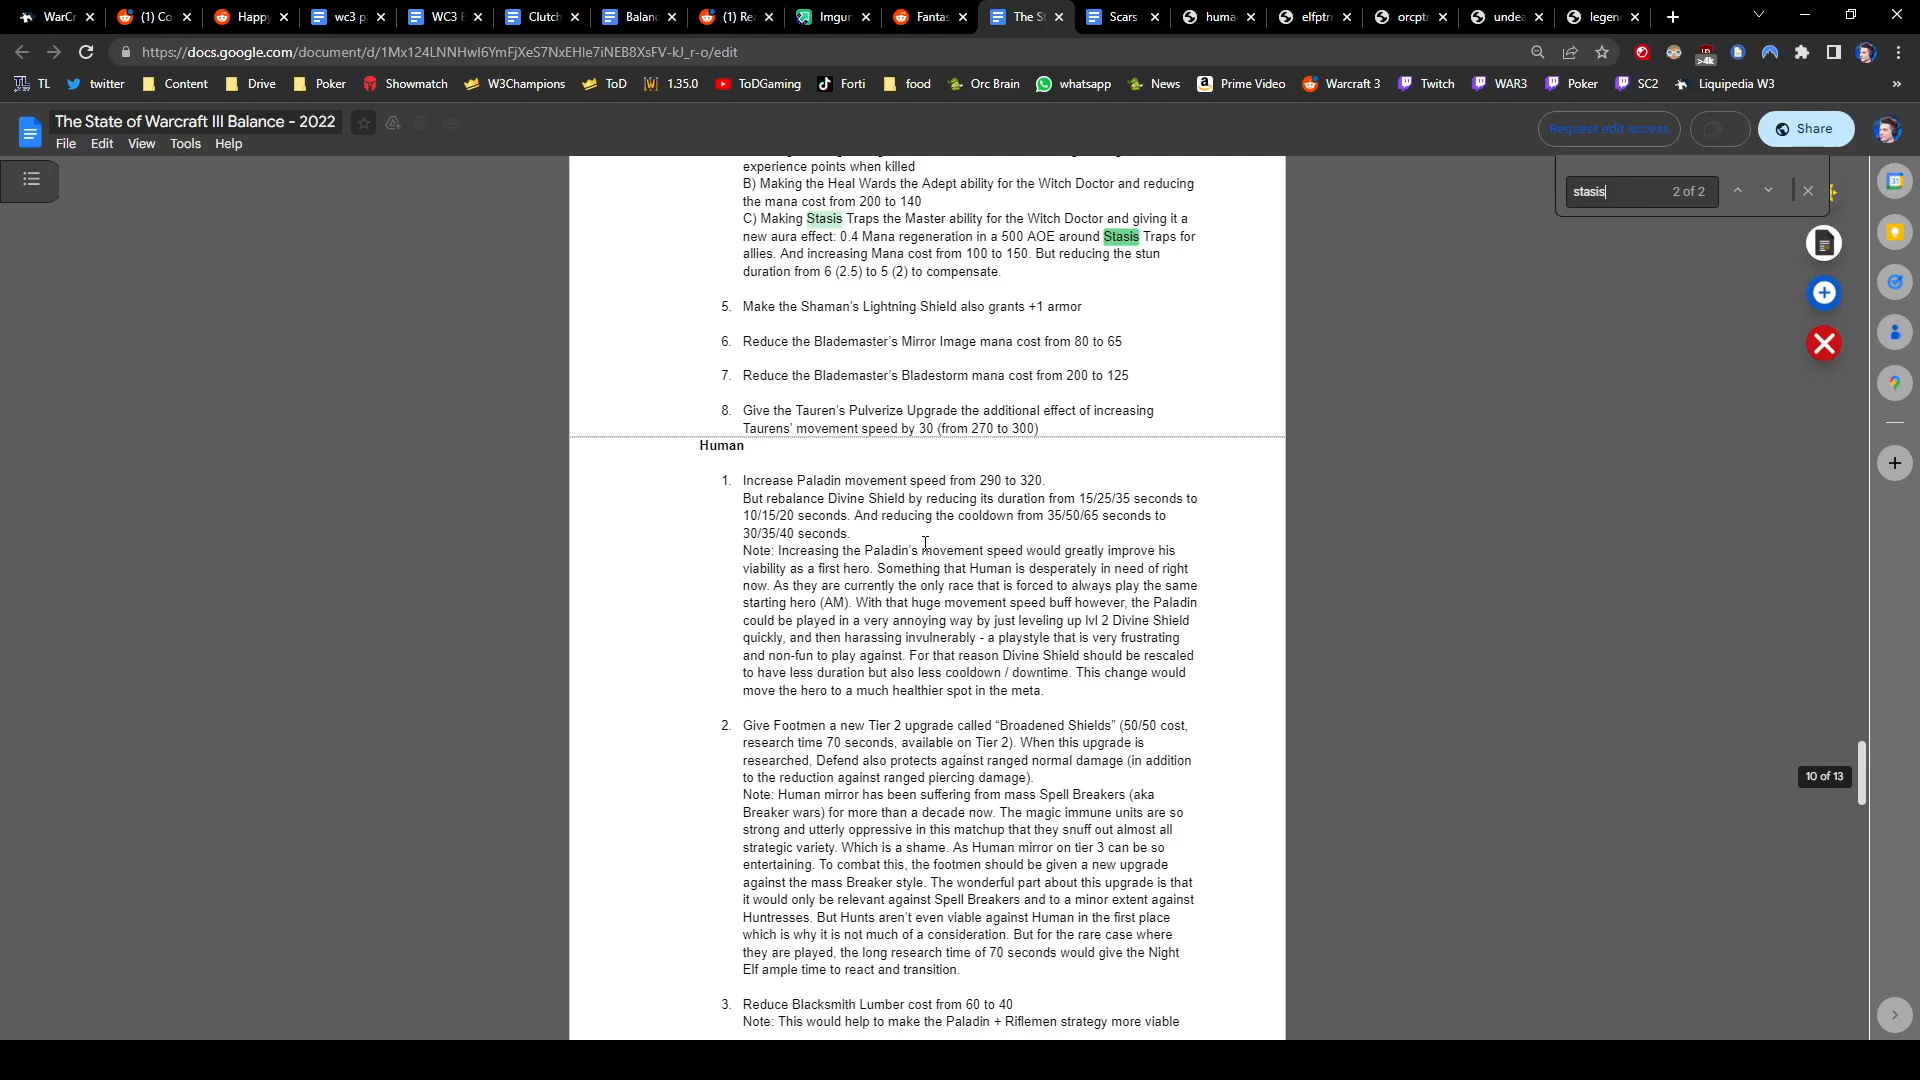 WarCr
(1) Co
Happy
wc3 p
WC3 E
Clutch
Balanc
(1) Re
Imgur
Fantas
The St
Scars
humar
elfptr
orcptr
undea
legen
https://docs.google.com/document/d/1Mx124LNNHwI6YmFjXeS7NxEHle7iNEB8XsFV-kJ_r-o/edit
>4k
TL
twitter
Content
Drive
Poker
Showmatch
W3Champions
ToD
1.35.0
ToDGaming
Forti
food
Orc Brain
whatsapp
News
Prime Video
Warcraft 3
Twitch
WAR3
Poker
SC2
Liquipedia W3
»
The State of Warcraft III Balance - 2022
File Edit View Tools Help
Request edit access
Share
stasis 2 of 2
experience points when killed
B) Making the Heal Wards the Adept ability for the Witch Doctor and reducing
the mana cost from 200 to 140
C) Making Stasis Traps the Master ability for the Witch Doctor and giving it a
new aura effect: 0.4 Mana regeneration in a 500 AOE around Stasis Traps for
allies. And increasing Mana cost from 100 to 150. But reducing the stun
duration from 6 (2.5) to 5 (2) to compensate.
5. Make the Shaman's Lightning Shield also grants +1 armor
6. Reduce the Blademaster's Mirror Image mana cost from 80 to 65
7. Reduce the Blademaster's Bladestorm mana cost from 200 to 125
8. Give the Tauren's Pulverize Upgrade the additional effect of increasing
Taurens' movement speed by 30 (from 270 to 300)
Human
1. Increase Paladin movement speed from 290 to 320.
But rebalance Divine Shield by reducing its duration from 15/25/35 seconds to
10/15/20 seconds. And reducing the cooldown from 35/50/65 seconds to
30/35/40 seconds.
Note: Increasing the Paladin's movement speed would greatly improve his
viability as a first hero. Something that Human is desperately in need of right
now. As they are currently the only race that is forced to always play the same
starting hero (AM). With that huge movement speed buff however, the Paladin
could be played in a very annoying way by just leveling up lvl 2 Divine Shield
quickly, and then harassing invulnerably - a playstyle that is very frustrating
and non-fun to play against. For that reason Divine Shield should be rescaled
to have less duration but also less cooldown / downtime. This change would
move the hero to a much healthier spot in the meta.
2. Give Footmen a new Tier 2 upgrade called “Broadened Shields” (50/50 cost,
research time 70 seconds, available on Tier 2). When this upgrade is
researched, Defend also protects against ranged normal damage (in addition
to the reduction against ranged piercing damage).
Note: Human mirror has been suffering from mass Spell Breakers (aka
Breaker wars) for more than a decade now. The magic immune units are so
strong and utterly oppressive in this matchup that they snuff out almost all
strategic variety. Which is a shame. As Human mirror on tier 3 can be so
entertaining. To combat this, the footmen should be given a new upgrade
against the mass Breaker style. The wonderful part about this upgrade is that
it would only be relevant against Spell Breakers and to a minor extent against
Huntresses. But Hunts aren't even viable against Human in the first place
which is why it is not much of a consideration. But for the rare case where
they are played, the long research time of 70 seconds would give the Night
Elf ample time to react and transition.
3. Reduce Blacksmith Lumber cost from 60 to 40
Note: This would help to make the Paladin + Riflemen strategy more viable
10 of 13